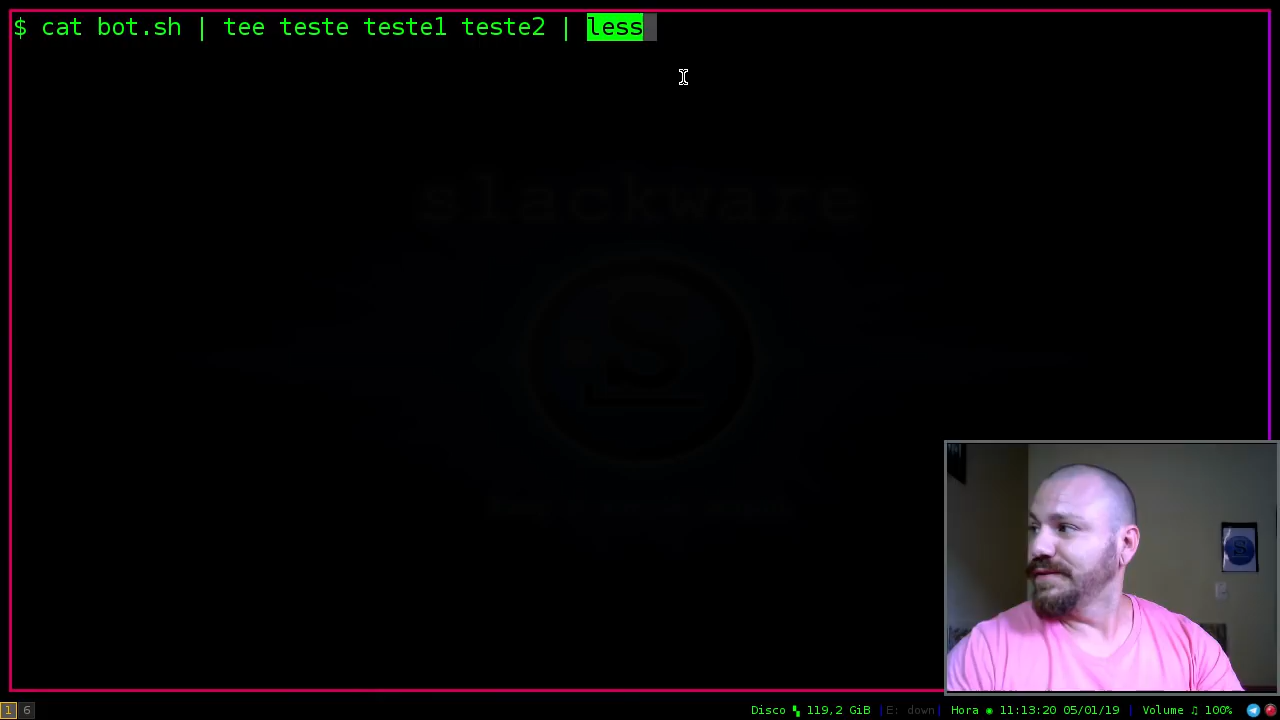 $ cat bot.sh | tee teste teste1 teste2 | less
slackware
1 6 Disco 119,2 GiB | E: down | Hora ◉ 11:13:20 05/01/19 | Volume ♫ 100%